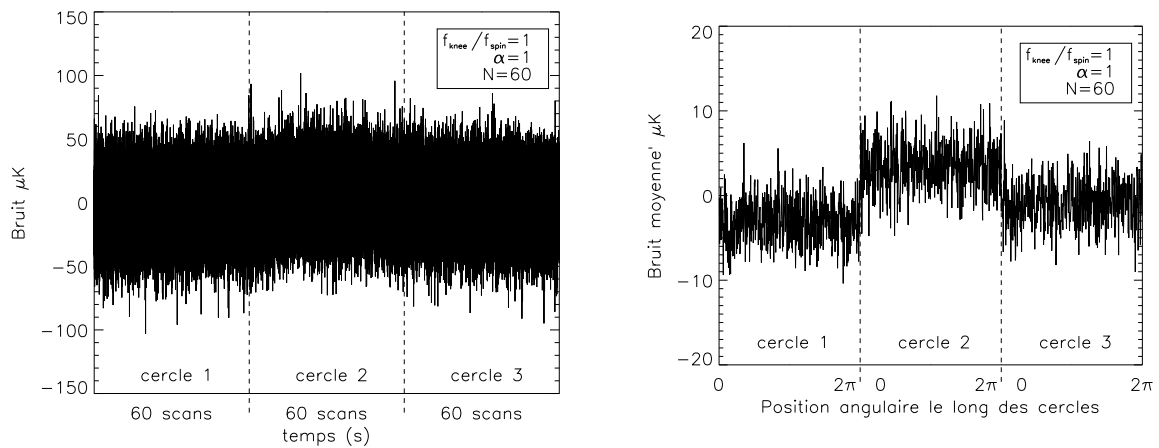 150
100
50
0
−50
−100
−150
Bruit μK
f_knee/f_spin=1
α=1
N=60
cercle 1 cercle 2 cercle 3
60 scans 60 scans 60 scans
temps (s)
20
10
0
−10
−20
Bruit moyenne' μK
f_knee/f_spin=1
α=1
N=60
cercle 1 cercle 2 cercle 3
0 2π 0 2π 0 2π
Position angulaire le long des cercles